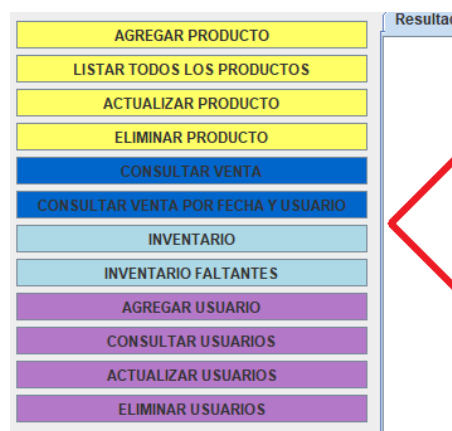 AGREGAR PRODUCTO
LISTAR TODOS LOS PRODUCTOS
ACTUALIZAR PRODUCTO
ELIMINAR PRODUCTO
CONSULTAR VENTA
CONSULTAR VENTA POR FECHA Y USUARIO
INVENTARIO
INVENTARIO FALTANTES
AGREGAR USUARIO
CONSULTAR USUARIOS
ACTUALIZAR USUARIOS
ELIMINAR USUARIOS